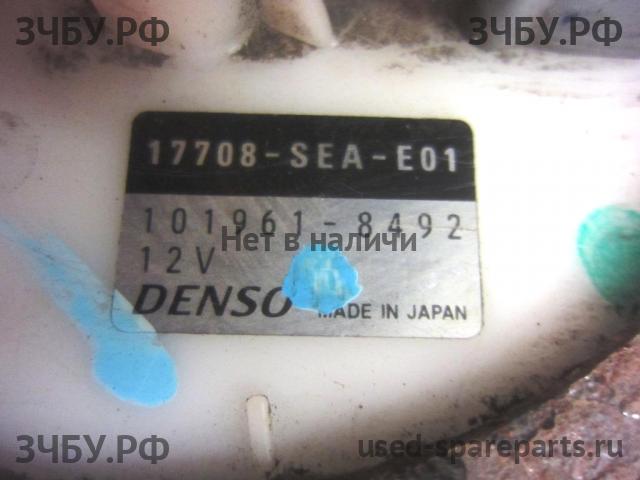 ЗЧБУ.РФ
ЗЧБУ.РФ
17708-SEA-E01
101961-8492
Нет в наличи
12V
DENSO
MADE IN JAPAN
ЗЧБУ.РФ
used-spareparts.ru